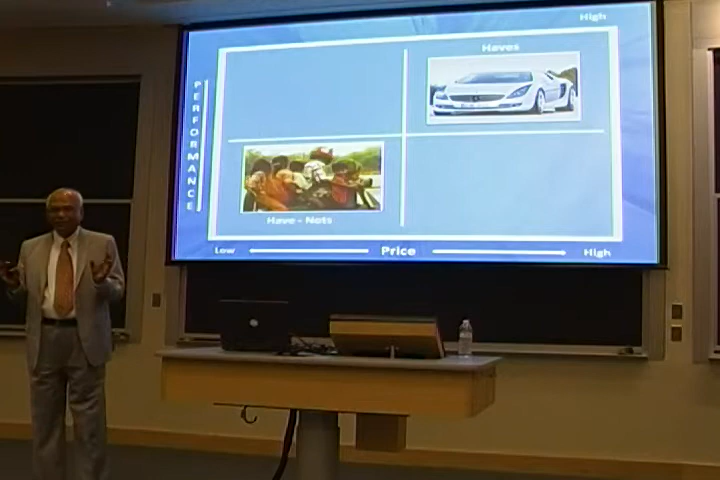 High
Haves
PERFORMANCE
Have - Nots
Low
Price
High